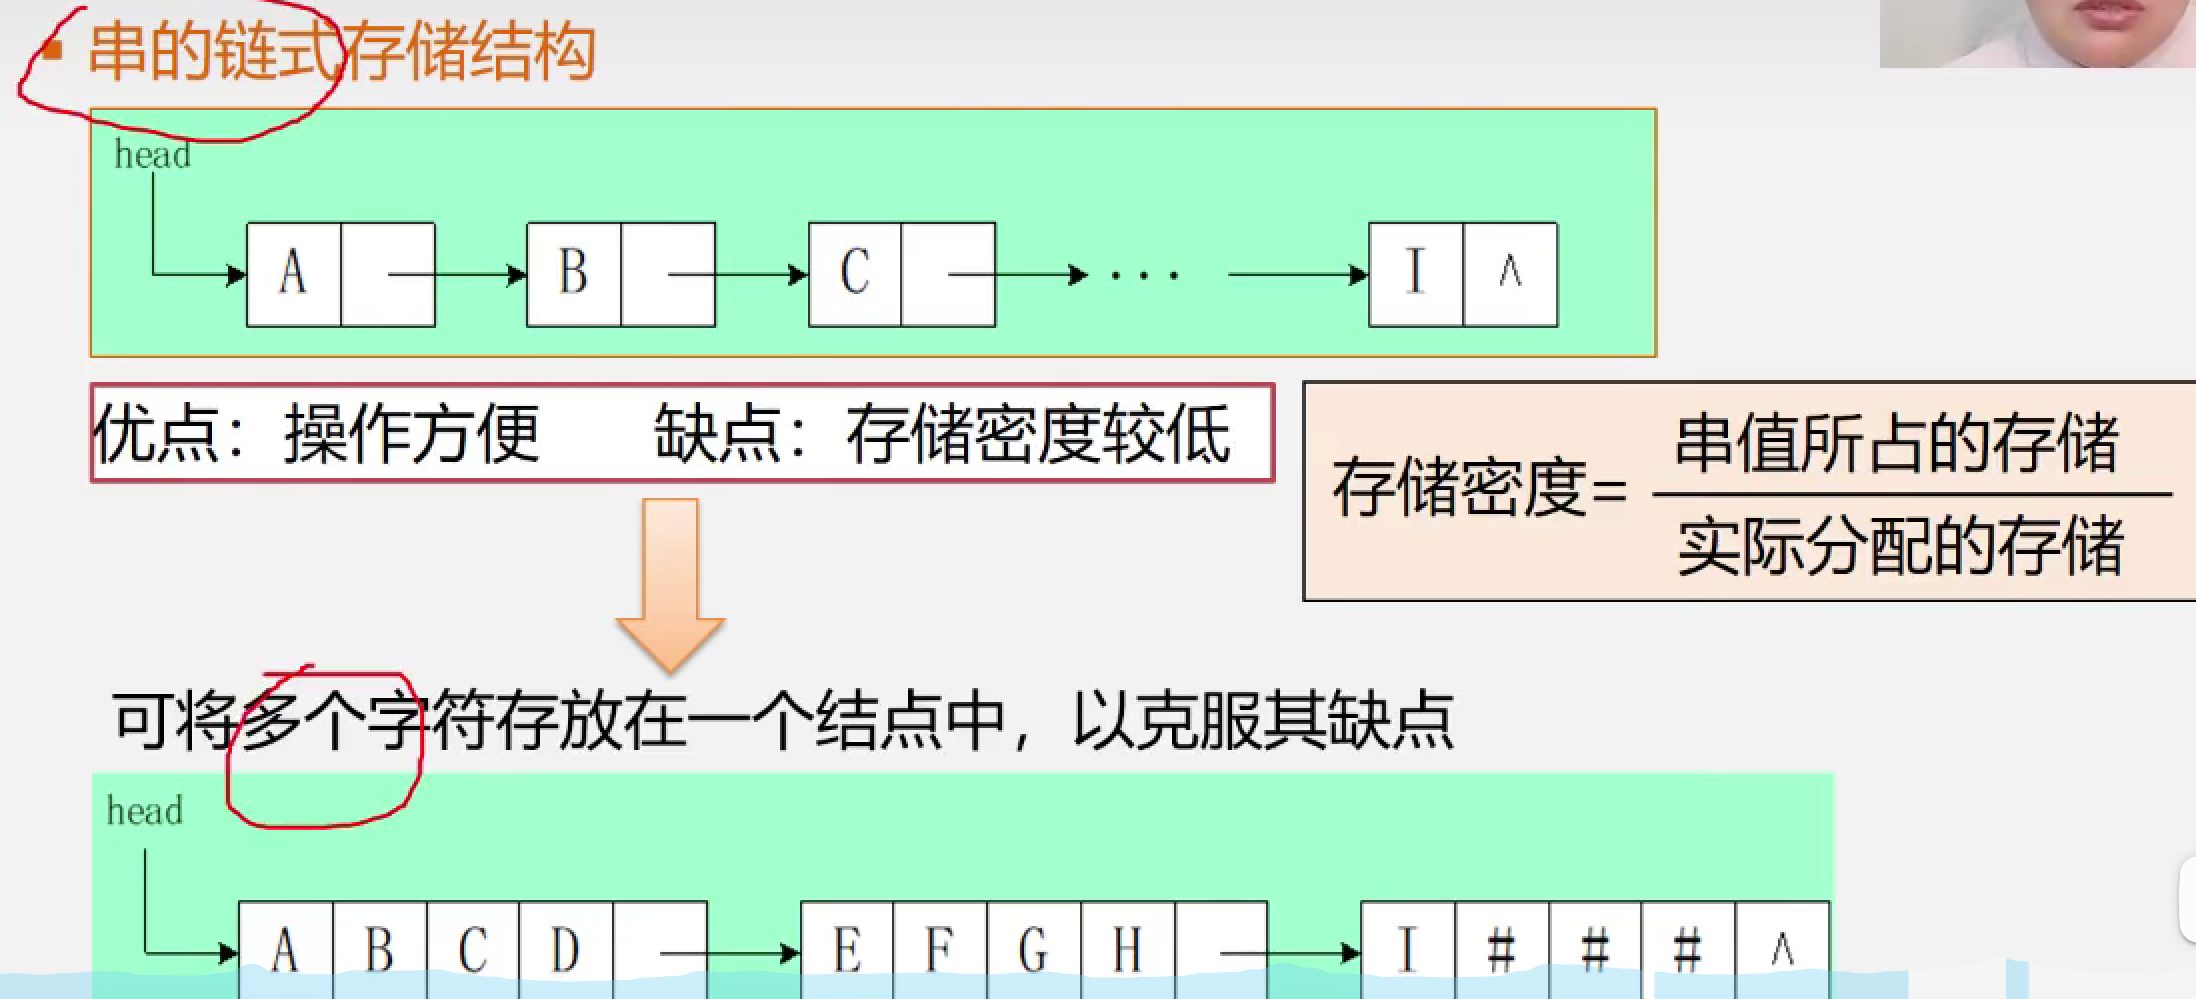 ▪ 串的链式存储结构
head
A B C ··· I ∧
优点：操作方便 缺点：存储密度较低
存储密度= 串值所占的存储
实际分配的存储
可将多个字符存放在一个结点中，以克服其缺点
head
A B C D E F G H I # # # ∧